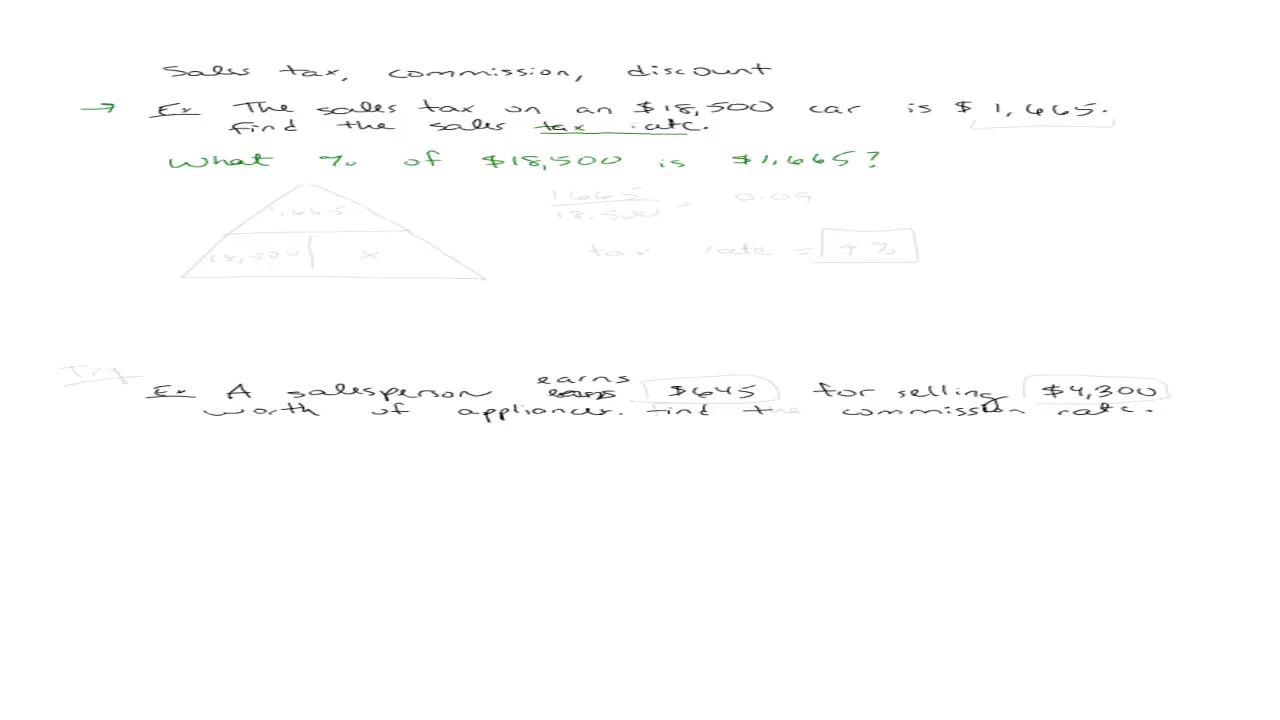 Sales tax, commission, discount
→ Ex The sales tax on an $18,500 car is $1,665.
Find the sales tax rate.
What % of $18,500 is $1,665?
1,665
18,500 | x
1665
18,500
= 0.09
tax rate = 9%
Try
earns
Ex A salesperson earns $645 for selling $4,300
worth of appliances. Find the commission rate.